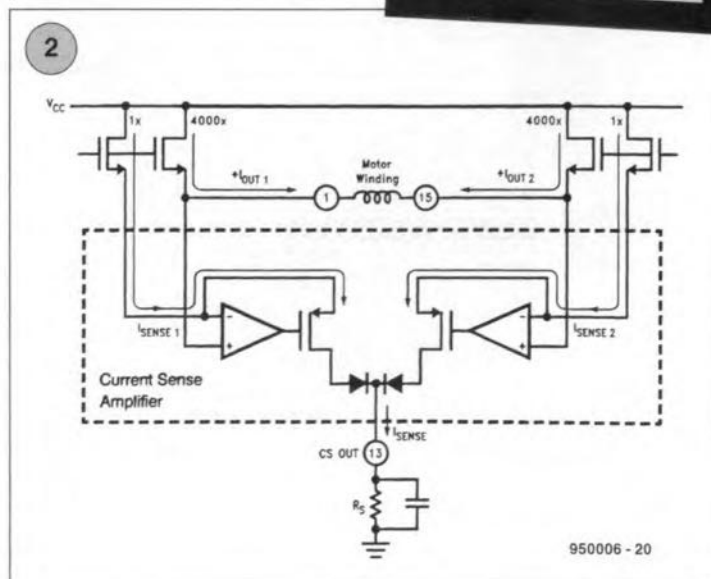 2
VCC
1x
4000x
4000x
1x
+IOUT 1
Motor
Winding
+IOUT 2
1
15
ISENSE 1
−
+
−
+
ISENSE 2
Current Sense
Amplifier
ISENSE
CS OUT
13
RS
950006 - 20